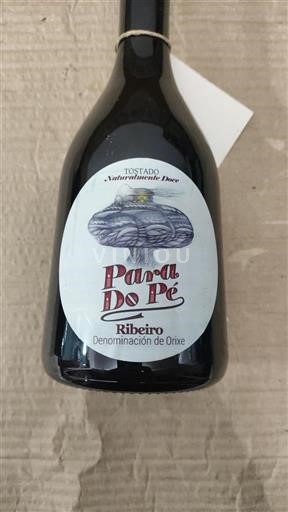 TOSTADO
Naturalmente Doce
Para
Do Pé
Ribeiro
Denominación de Orixe